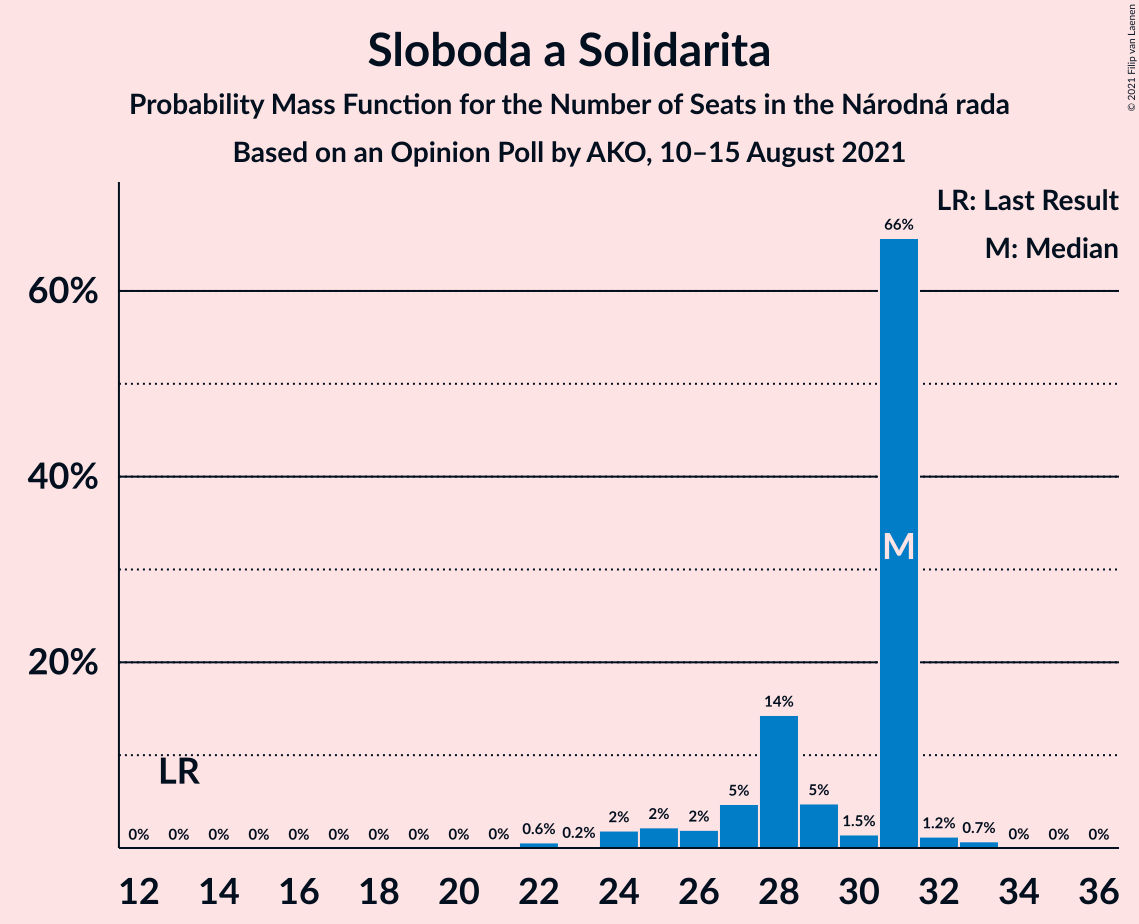 Sloboda a Solidarita
Probability Mass Function for the Number of Seats in the Národná rada
Based on an Opinion Poll by AKO, 10–15 August 2021
© 2021 Filip van Laenen
LR: Last Result
M: Median
60%
40%
20%
66%
M
14%
LR
0% 0% 0% 0% 0% 0% 0% 0% 0% 0% 0.6% 0.2% 2% 2% 2% 5% 5% 1.5% 1.2% 0.7% 0% 0% 0%
12 14 16 18 20 22 24 26 28 30 32 34 36